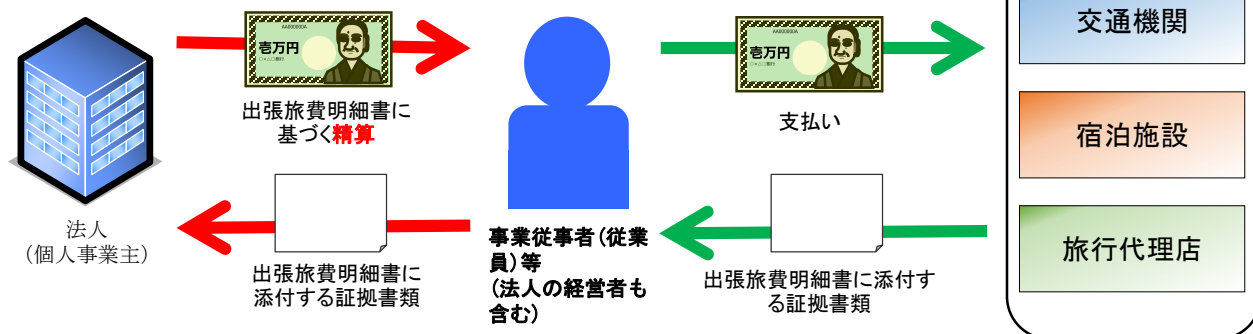 AA000000A
壱万円
出張旅費明細書に
基づく精算
法人
（個人事業主）
出張旅費明細書に
添付する証拠書類
事業従事者（従業
員）等
（法人の経営者も
含む）
AA000000A
壱万円
支払い
出張旅費明細書に添付す
る証拠書類
交通機関
宿泊施設
旅行代理店